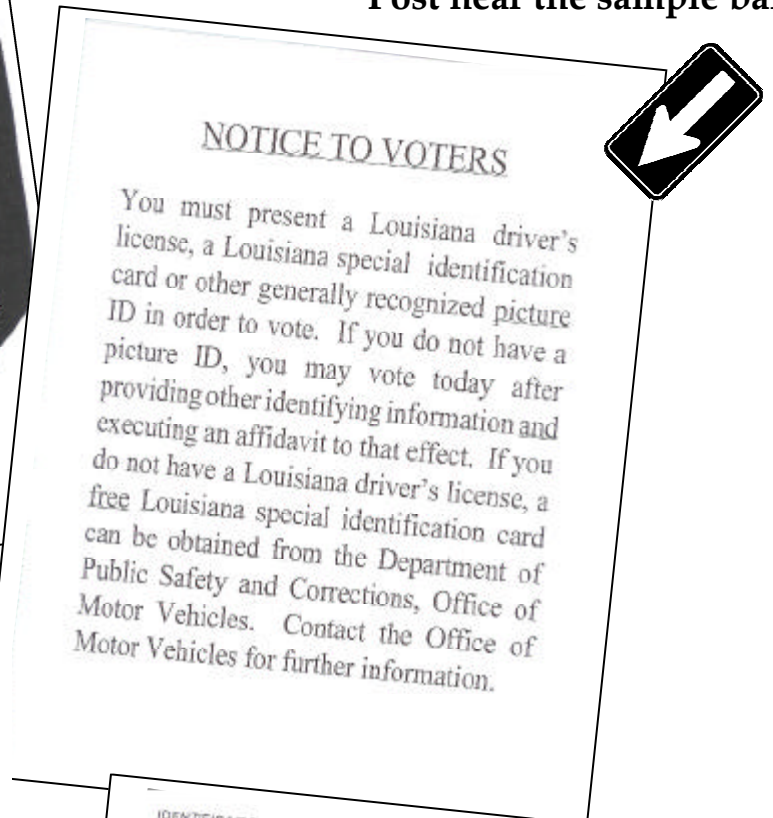 Post near the sample
NOTICE TO VOTERS
You must present a Louisiana driver's
license, a Louisiana special identification
card or other generally recognized picture
ID in order to vote. If you do not have a
picture ID, you may vote today after
providing other identifying information and
executing an affidavit to that effect. If you
do not have a Louisiana driver's license, a
free Louisiana special identification card
can be obtained from the Department of
Public Safety and Corrections, Office of
Motor Vehicles. Contact the Office of
Motor Vehicles for further information.